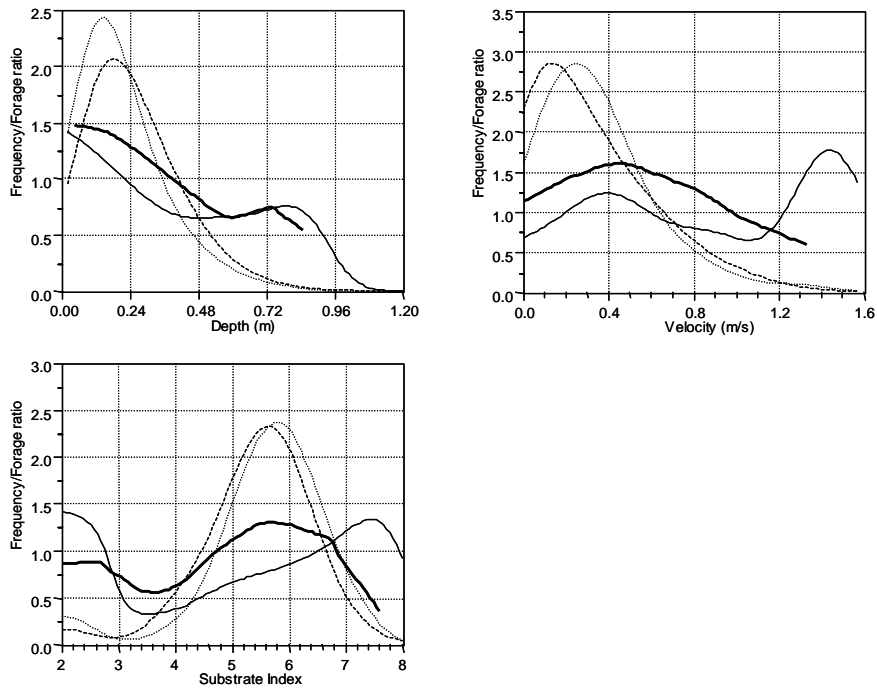 2.5
2.0
1.5
1.0
0.5
0.0
Frequency/Forage ratio
0.00 0.24 0.48 0.72 0.96 1.20
Depth (m)
3.5
3.0
2.5
2.0
1.5
1.0
0.5
0.0
Frequency/Forage ratio
0.0 0.4 0.8 1.2 1.6
Velocity (m/s)
3.0
2.5
2.0
1.5
1.0
0.5
0.0
Frequency/Forage ratio
2 3 4 5 6 7 8
Substrate Index